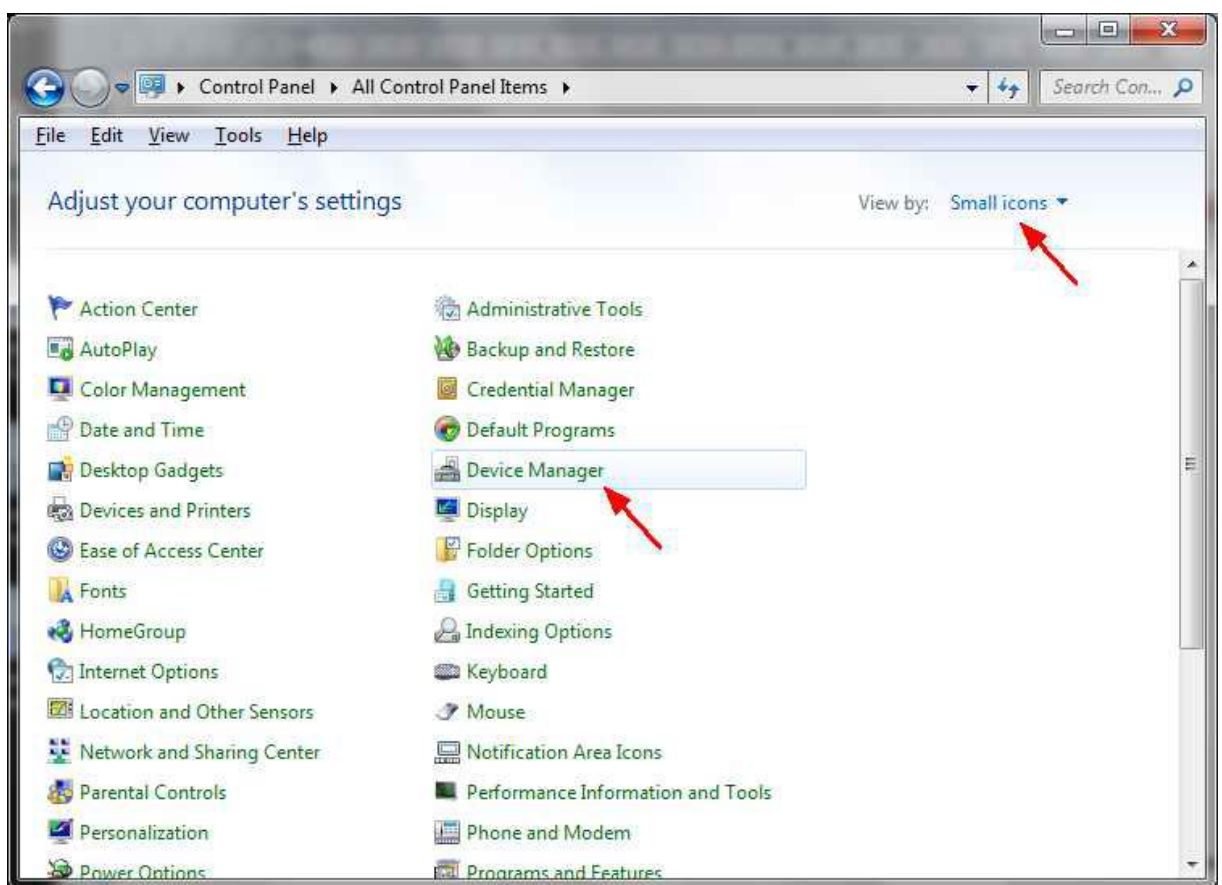 Control Panel All Control Panel Items Search Con...
File Edit View Tools Help
Adjust your computer's settings View by: Small icons
Action Center Administrative Tools
AutoPlay Backup and Restore
Color Management Credential Manager
Date and Time Default Programs
Desktop Gadgets Device Manager
Devices and Printers Display
Ease of Access Center Folder Options
Fonts Getting Started
HomeGroup Indexing Options
Internet Options Keyboard
Location and Other Sensors Mouse
Network and Sharing Center Notification Area Icons
Parental Controls Performance Information and Tools
Personalization Phone and Modem
Power Options Programs and Features